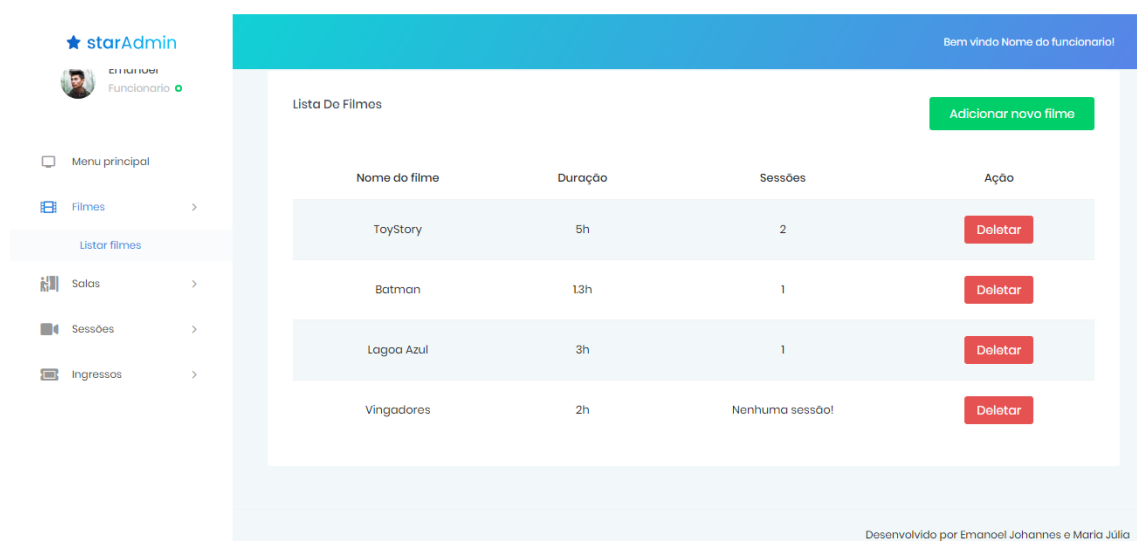 starAdmin
Bem vindo Nome do funcionario!
Emanoel
Funcionario
Menu principal
Filmes
Listar filmes
Salas
Sessões
Ingressos
Lista De Filmes
Adicionar novo filme
Nome do filme Duração Sessões Ação
ToyStory 5h 2 Deletar
Batman 1.3h 1 Deletar
Lagoa Azul 3h 1 Deletar
Vingadores 2h Nenhuma sessão! Deletar
Desenvolvido por Emanoel Johannes e Maria Júlia